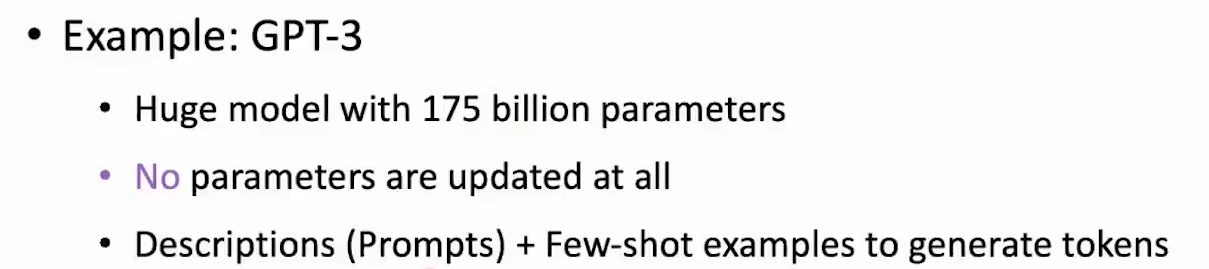 • Example: GPT-3
• Huge model with 175 billion parameters
• No parameters are updated at all
• Descriptions (Prompts) + Few-shot examples to generate tokens